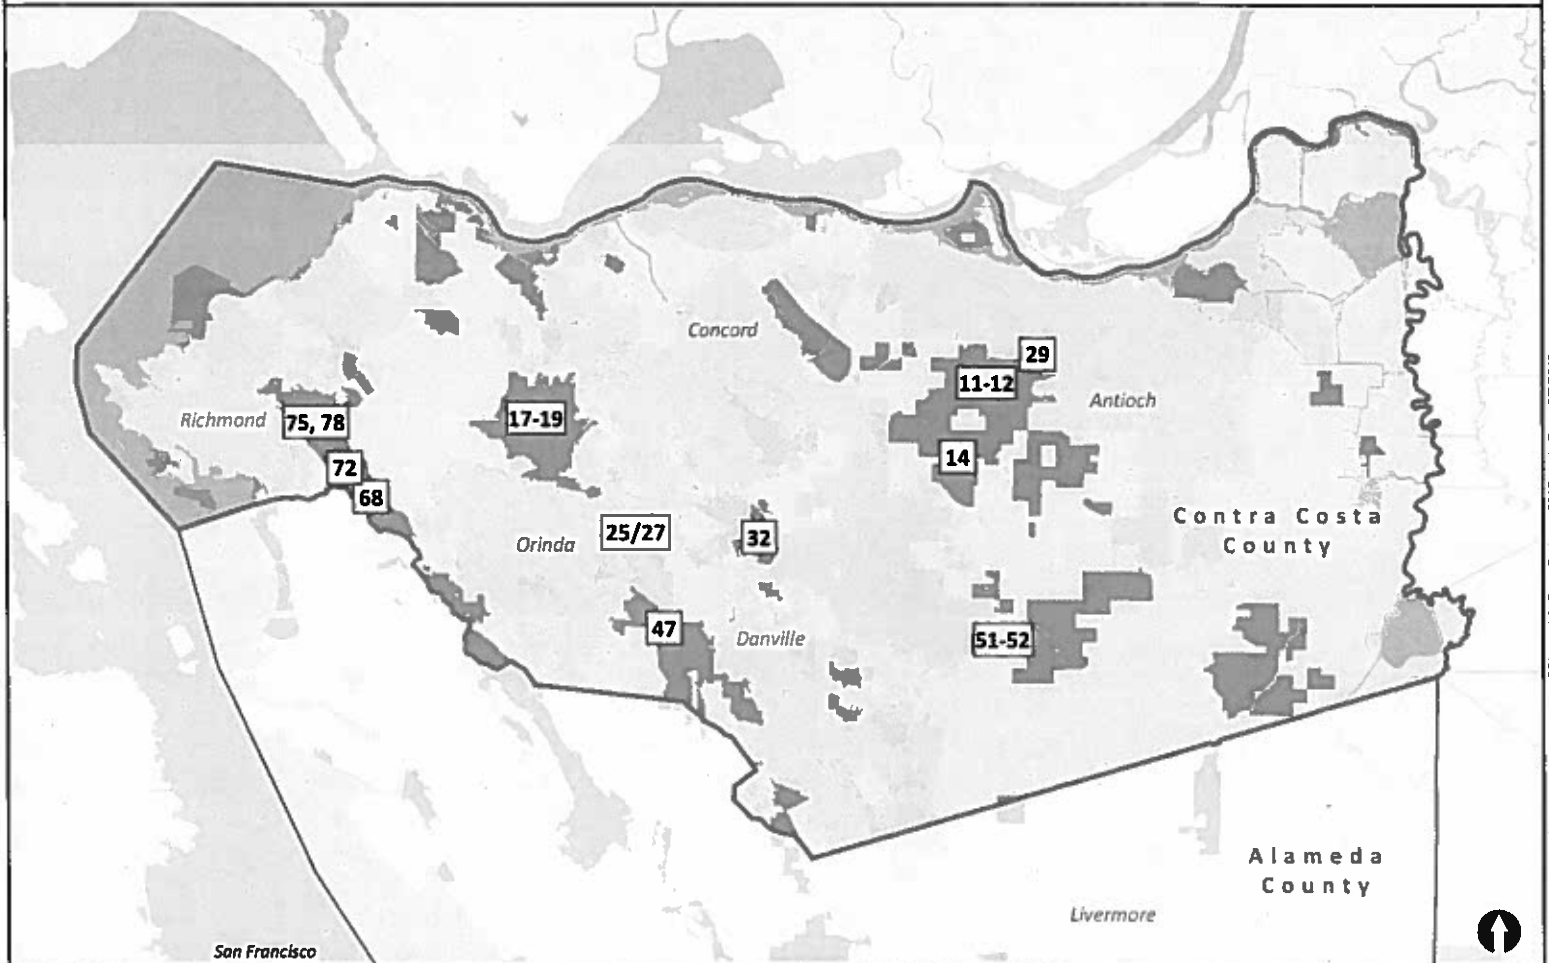 Concord
29
11-12
Antioch
Richmond
75, 78
17-19
14
72
68
Contra Costa
County
Orinda
25/27
32
47
Danville
51-52
Alameda
County
Livermore
San Francisco